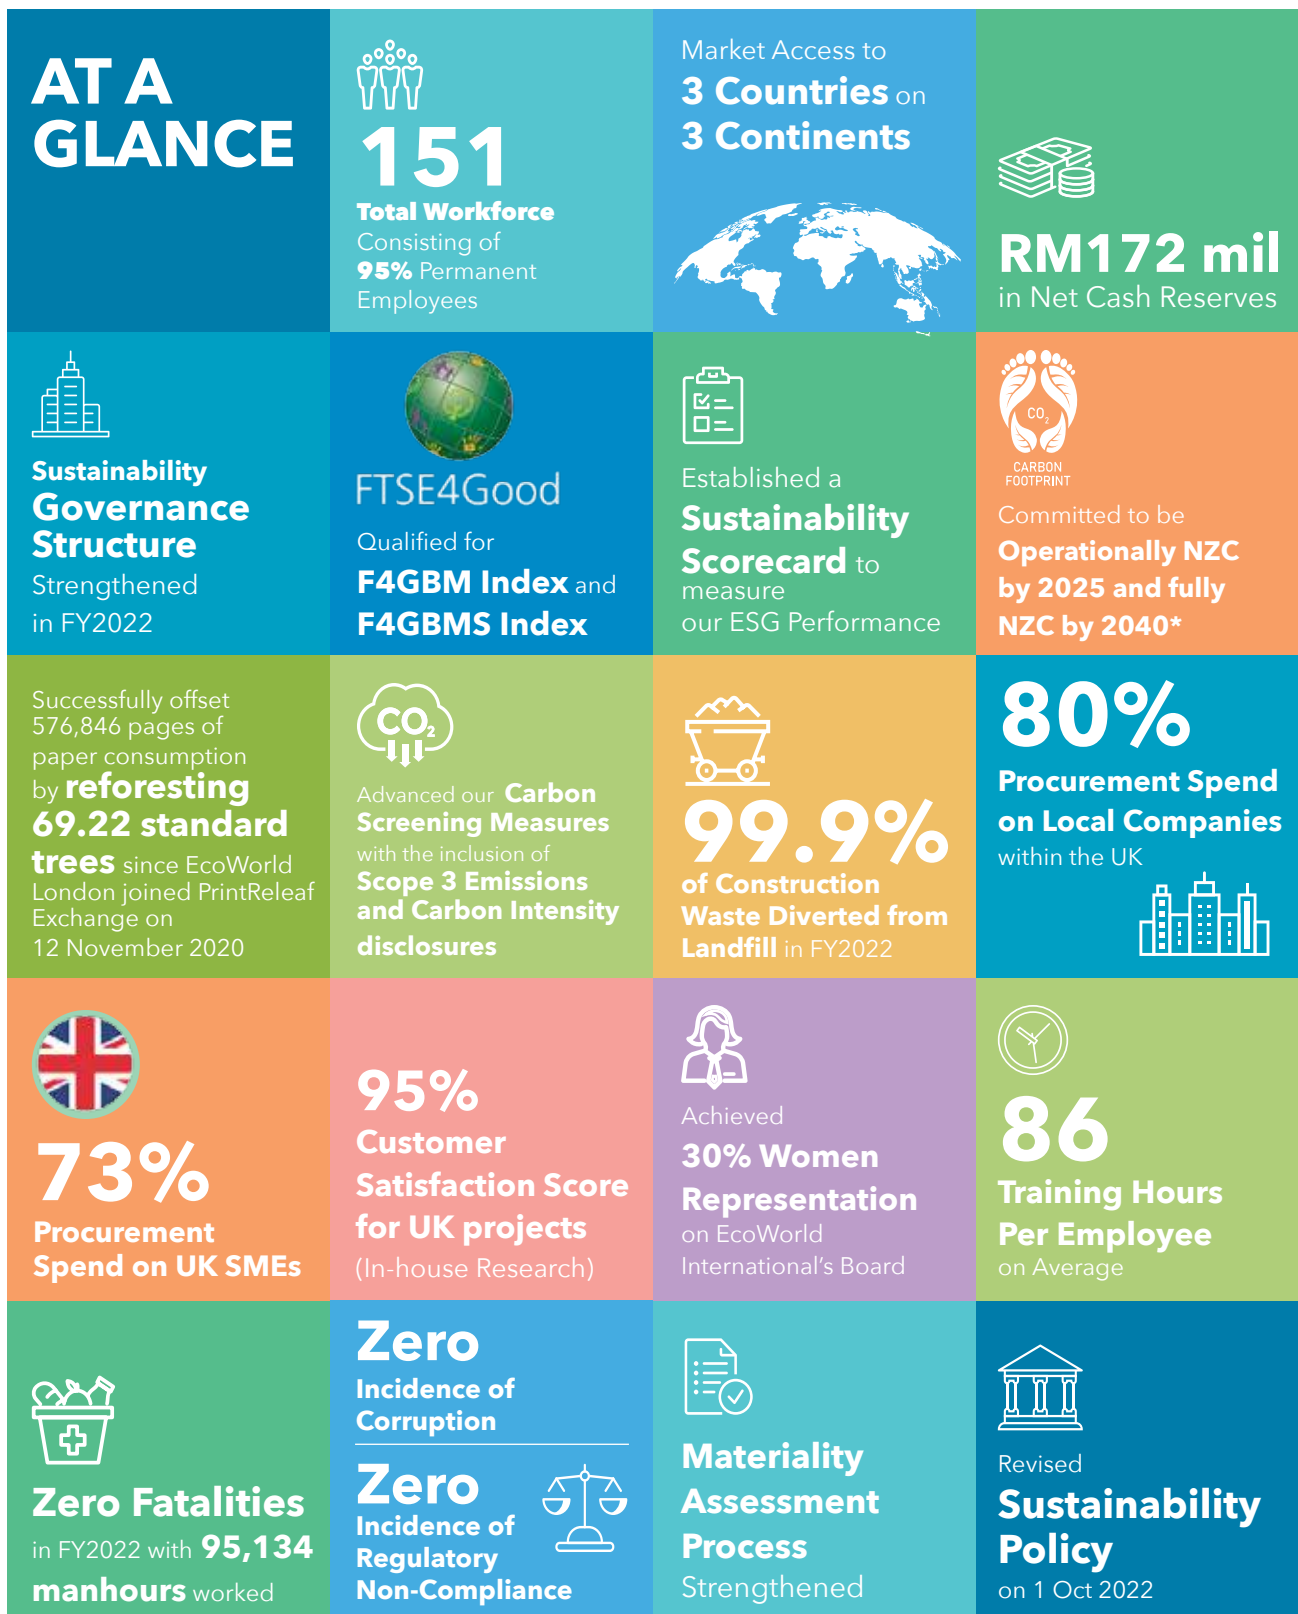 AT A
GLANCE
151
Total Workforce
Consisting of
95% Permanent
Employees
Market Access to
3 Countries on
3 Continents
RM172 mil
in Net Cash Reserves
Sustainability
Governance
Structure
Strengthened
in FY2022
FTSE4Good
Qualified for
F4GBM Index and
F4GBMS Index
Established a
Sustainability
Scorecard to
measure
our ESG Performance
CO2
CARBON
FOOTPRINT
Committed to be
Operationally NZC
by 2025 and fully
NZC by 2040*
Successfully offset
576,846 pages of
paper consumption
by reforesting
69.22 standard
trees since EcoWorld
London joined PrintReleaf
Exchange on
12 November 2020
CO2
Advanced our Carbon
Screening Measures
with the inclusion of
Scope 3 Emissions
and Carbon Intensity
disclosures
99.9%
of Construction
Waste Diverted from
Landfill in FY2022
80%
Procurement Spend
on Local Companies
within the UK
73%
Procurement
Spend on UK SMEs
95%
Customer
Satisfaction Score
for UK projects
(In-house Research)
Achieved
30% Women
Representation
on EcoWorld
International's Board
86
Training Hours
Per Employee
on Average
Zero Fatalities
in FY2022 with 95,134
manhours worked
Zero
Incidence of
Corruption
Zero
Incidence of
Regulatory
Non-Compliance
Materiality
Assessment
Process
Strengthened
Revised
Sustainability
Policy
on 1 Oct 2022